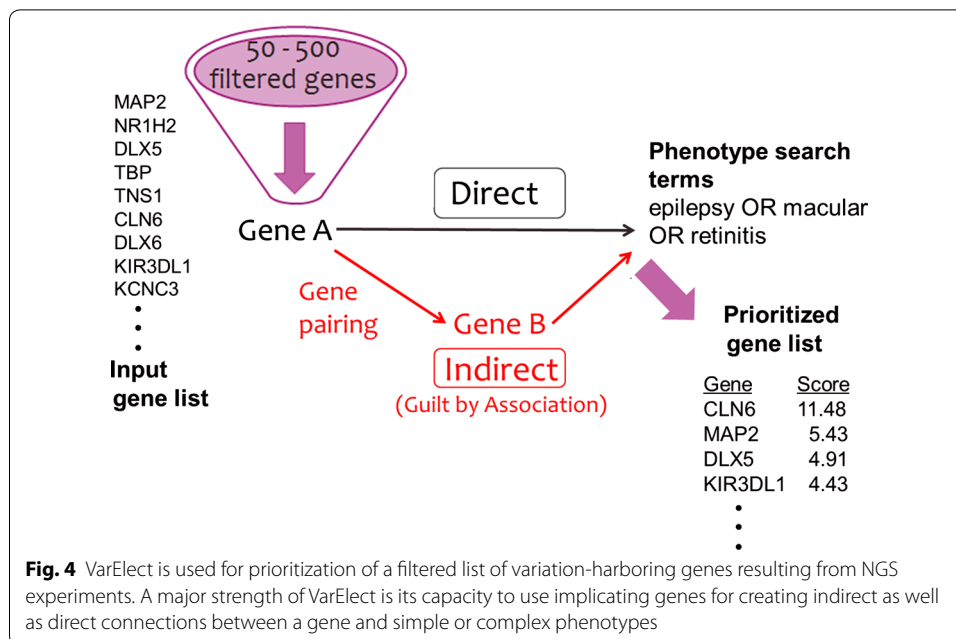 50 - 500
filtered genes
MAP2
NR1H2
DLX5
TBP
TNS1
CLN6
DLX6
KIR3DL1
KCNC3
•
•
•
Input
gene list
Gene A
Direct
Phenotype search
terms
epilepsy OR macular
OR retinitis
Gene
pairing
Gene B
Indirect
(Guilt by Association)
Prioritized
gene list
Gene Score
CLN6 11.48
MAP2 5.43
DLX5 4.91
KIR3DL1 4.43
•
•
•
Fig. 4 VarElect is used for prioritization of a filtered list of variation-harboring genes resulting from NGS
experiments. A major strength of VarElect is its capacity to use implicating genes for creating indirect as well
as direct connections between a gene and simple or complex phenotypes